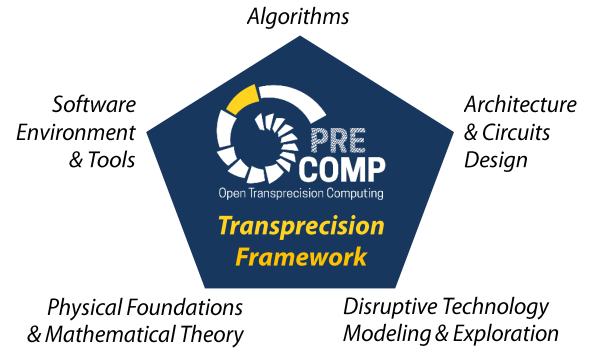 Algorithms
Software
Environment
& Tools
Architecture
& Circuits
Design
PRE
COMP
Open Transprecision Computing
Transprecision
Framework
Physical Foundations
& Mathematical Theory
Disruptive Technology
Modeling & Exploration